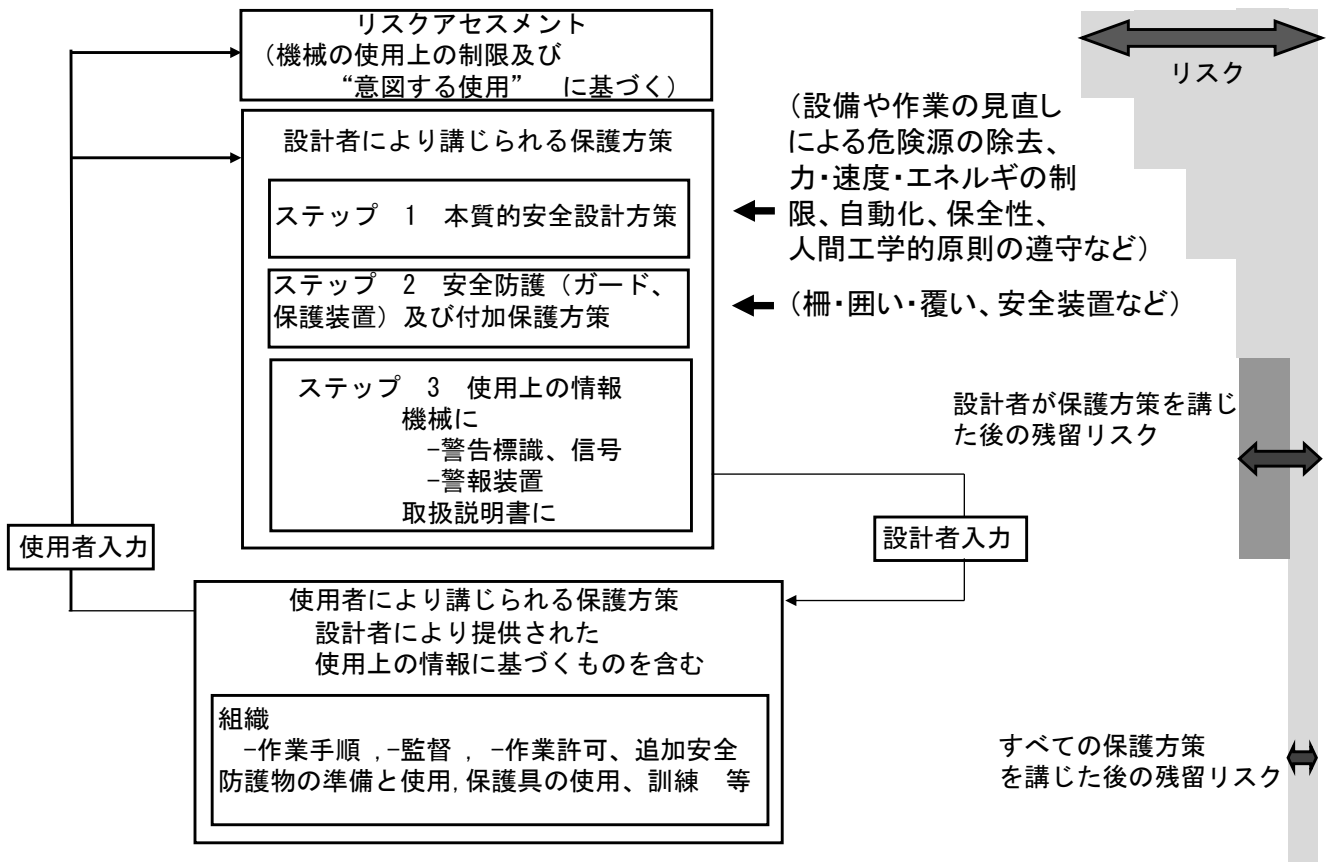 リスクアセスメント
(機械の使用上の制限及び
“意図する使用”　に基づく)
リスク
設計者により講じられる保護方策
ステップ　1　本質的安全設計方策
(設備や作業の見直し
による危険源の除去、
力・速度・エネルギの制
限、自動化、保全性、
人間工学的原則の遵守など)
ステップ　2　安全防護(ガード、
保護装置)及び付加保護方策
(柵・囲い・覆い、安全装置など)
ステップ　3　使用上の情報
機械に
-警告標識、信号
-警報装置
取扱説明書に
設計者が保護方策を講じ
た後の残留リスク
使用者入力
設計者入力
使用者により講じられる保護方策
設計者により提供された
使用上の情報に基づくものを含む
組織
-作業手順 ,-監督 , -作業許可、追加安全
防護物の準備と使用,保護具の使用、訓練　等
すべての保護方策
を講じた後の残留リスク